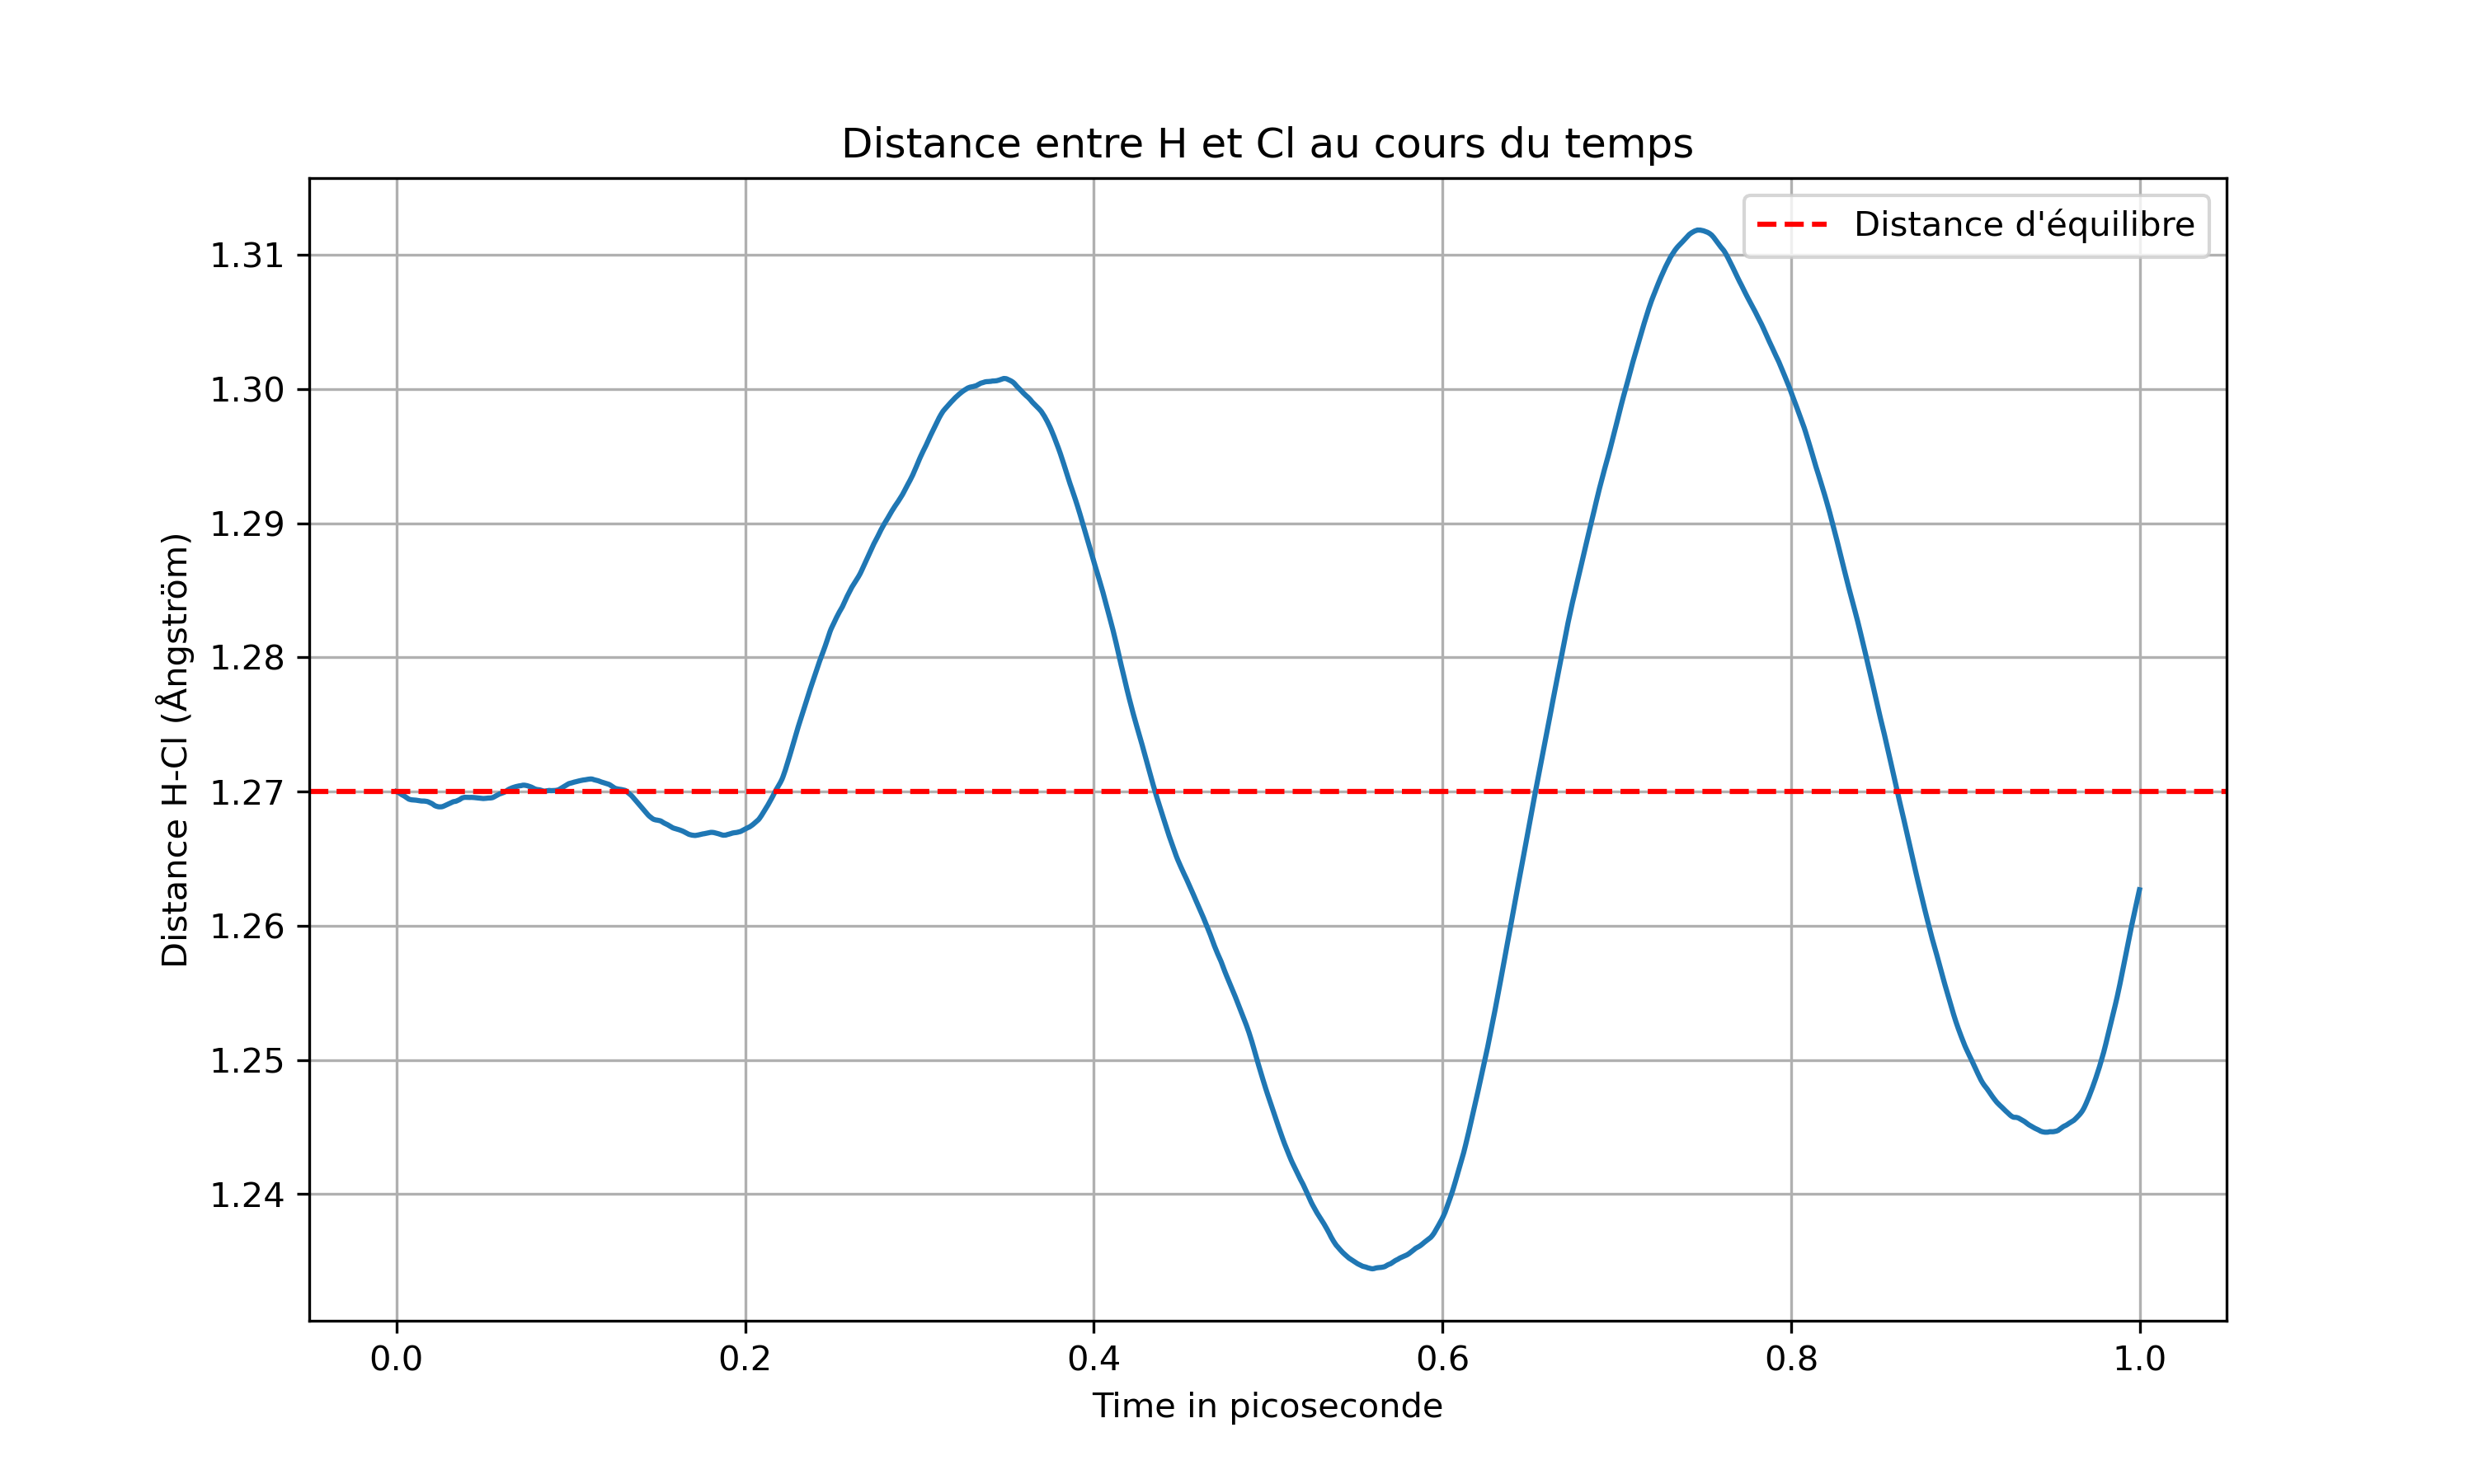 Distance entre H et Cl au cours du temps
Distance d'équilibre
Distance H-Cl (Ångström)
1.31
1.30
1.29
1.28
1.27
1.26
1.25
1.24
0.0 0.2 0.4 0.6 0.8 1.0
Time in picoseconde